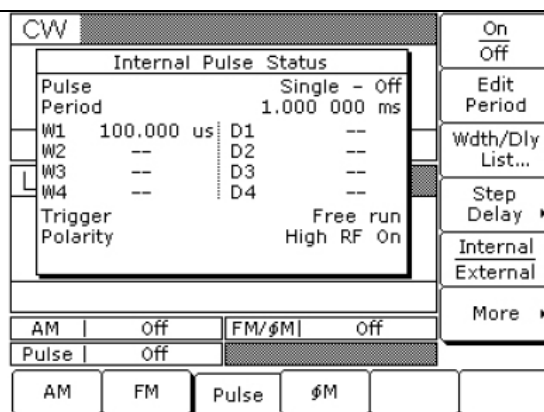 CW
Internal Pulse Status
Pulse Single - Off
Period 1.000 000 ms
W1 100.000 us D1 --
W2 -- D2 --
W3 -- D3 --
W4 -- D4 --
Trigger Free run
Polarity High RF On
L
AM | Off FM/ϕM| Off
Pulse | Off
AM FM Pulse ϕM
On
Off
Edit
Period
Wdth/Dly
List...
Step
Delay
Internal
External
More